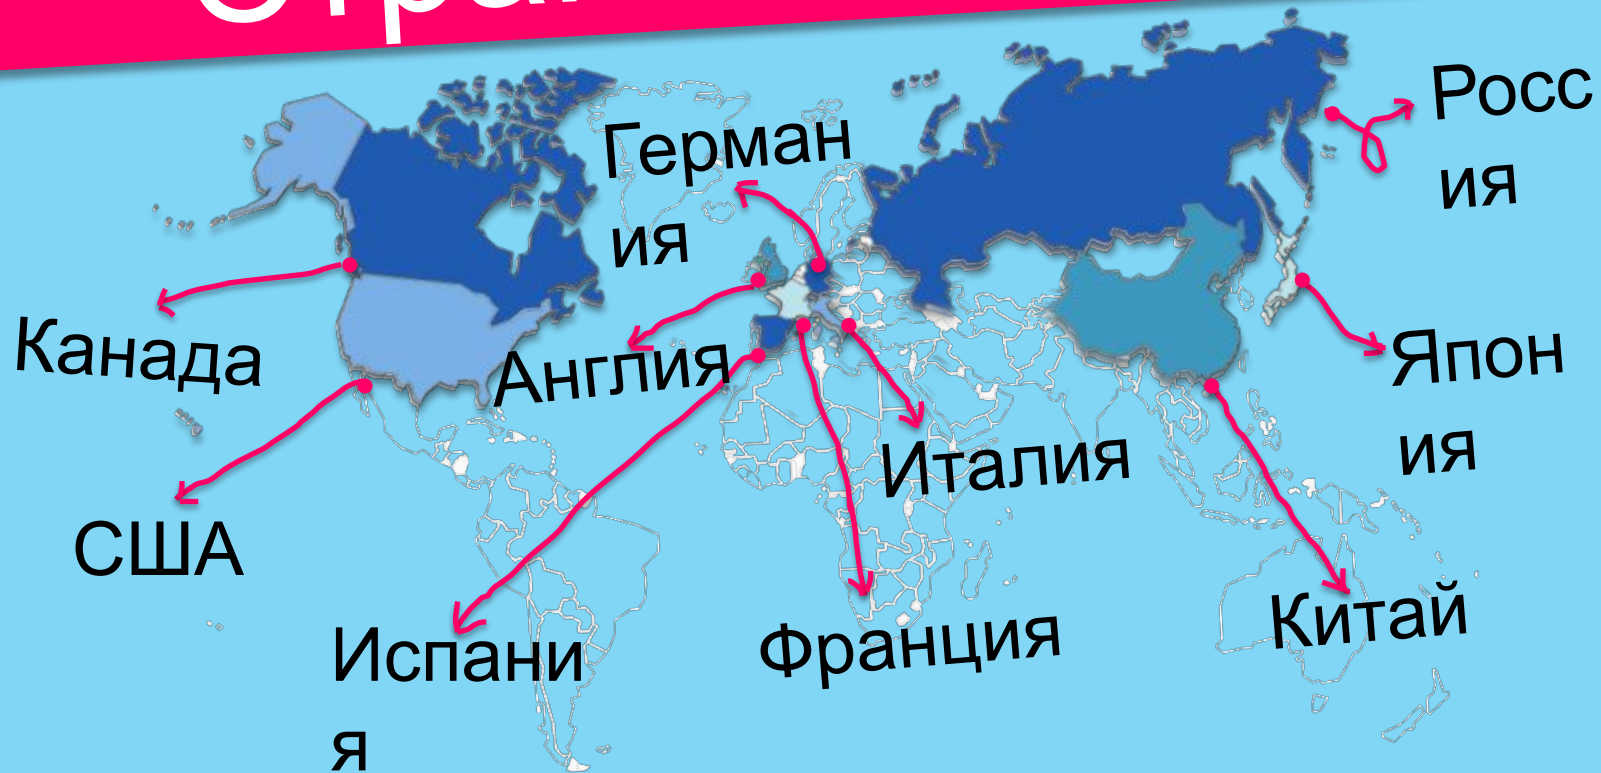 Росс
ия
Герман
ия
Канада
Англия
Япон
ия
Италия
США
Испани
я
Франция
Китай